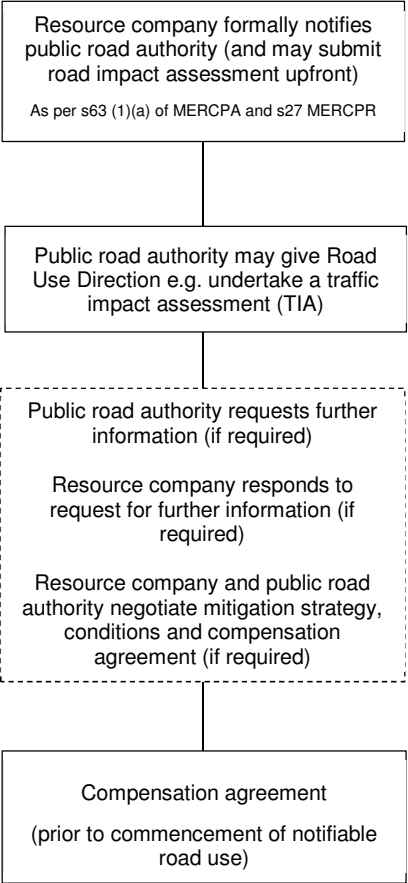 Resource company formally notifies
public road authority (and may submit
road impact assessment upfront)
As per s63 (1)(a) of MERCPA and s27 MERCPR
Public road authority may give Road
Use Direction e.g. undertake a traffic
impact assessment (TIA)
Public road authority requests further
information (if required)
Resource company responds to
request for further information (if
required)
Resource company and public road
authority negotiate mitigation strategy,
conditions and compensation
agreement (if required)
Compensation agreement
(prior to commencement of notifiable
road use)